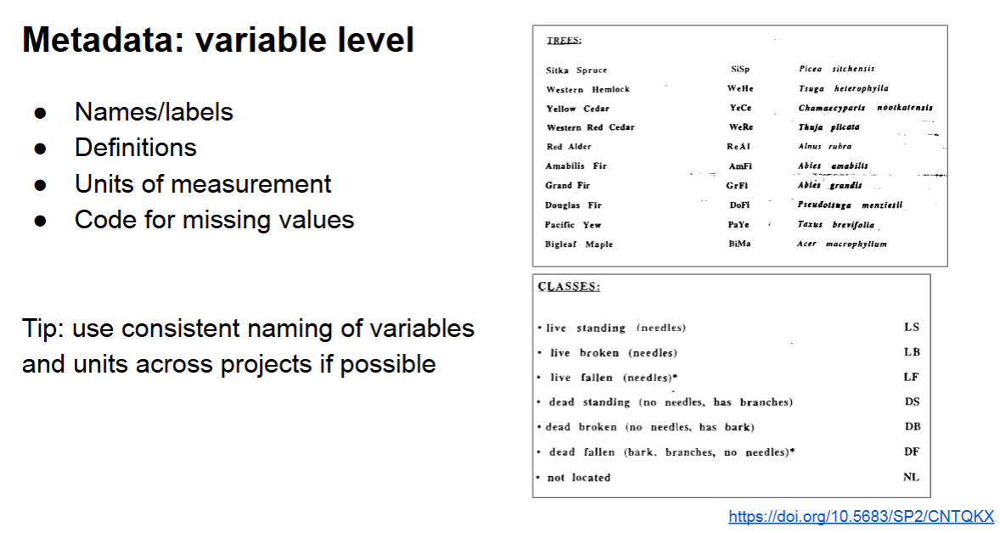 Metadata: variable level
● Names/labels
● Definitions
● Units of measurement
● Code for missing values
Tip: use consistent naming of variables
and units across projects if possible
TREES:
Sitka Spruce SiSp Picea sitchensis
Western Hemlock WeHe Tsuga heterophylla
Yellow Cedar YeCe Chamaecyparis nootkatensis
Western Red Cedar WeRe Thuja plicata
Red Alder ReAl Alnus rubra
Amabilis Fir AmFi Abies amabilis
Grand Fir GrFi Abies grandis
Douglas Fir DoFi Pseudotsuga menziesii
Pacific Yew PaYe Taxus brevifolia
Bigleaf Maple BiMa Acer macrophyllum
CLASSES:
• live standing (needles) LS
• live broken (needles) LB
• live fallen (needles)* LF
• dead standing (no needles, has branches) DS
• dead broken (no needles, has bark) DB
• dead fallen (bark. branches, no needles)* DF
• not located NL
https://doi.org/10.5683/SP2/CNTQKX